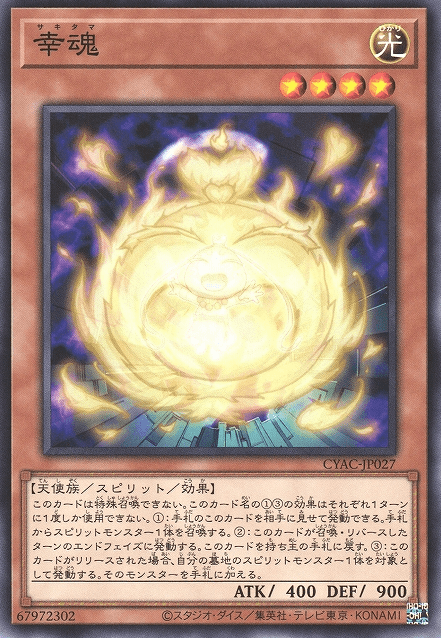 サキタマ
幸魂
ひかり
光
CYAC-JP027
【天使族／スピリット／効果】
このカードは特殊召喚できない。このカード名の①③の効果はそれぞれ1ターン
に1度しか使用できない。①：手札のこのカードを相手に見せて発動できる。手札
からスピリットモンスター1体を召喚する。②：このカードが召喚・リバースした
ターンのエンドフェイズに発動する。このカードを持ち主の手札に戻す。③：この
カードがリリースされた場合、自分の墓地のスピリットモンスター1体を対象と
して発動できる。そのモンスターを手札に加える。
ATK/ 400 DEF/ 900
67972302 ©スタジオ・ダイス／集英社・テレビ東京・KONAMI